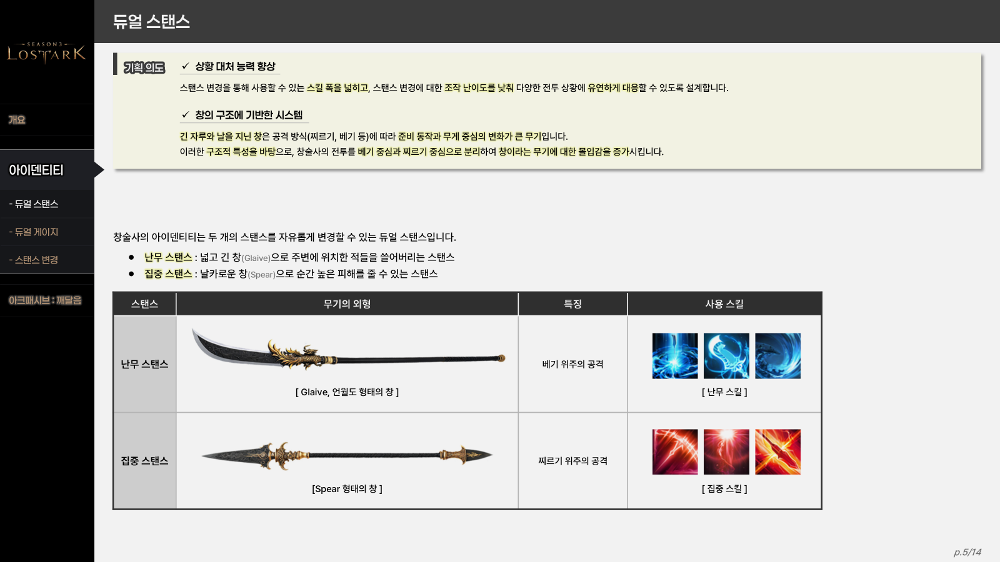 듀얼 스탠스
SEASON3
LOSTARK
개요
아이덴티티
- 듀얼 스탠스
- 듀얼 게이지
- 스탠스 변경
아크패시브 : 깨달음
기획 의도
✓ 상황 대처 능력 향상
스탠스 변경을 통해 사용할 수 있는 스킬 폭을 넓히고, 스탠스 변경에 대한 조작 난이도를 낮춰 다양한 전투 상황에 유연하게 대응할 수 있도록 설계합니다.
✓ 창의 구조에 기반한 시스템
긴 자루와 날을 지닌 창은 공격 방식(찌르기, 베기 등)에 따라 준비 동작과 무게 중심의 변화가 큰 무기입니다.
이러한 구조적 특성을 바탕으로, 창술사의 전투를 베기 중심과 찌르기 중심으로 분리하여 창이라는 무기에 대한 몰입감을 증가시킵니다.
창술사의 아이덴티티는 두 개의 스탠스를 자유롭게 변경할 수 있는 듀얼 스탠스입니다.
● 난무 스탠스 : 넓고 긴 창(Glaive)으로 주변에 위치한 적들을 쓸어버리는 스탠스
● 집중 스탠스 : 날카로운 창(Spear)으로 순간 높은 피해를 줄 수 있는 스탠스
스탠스 무기의 외형 특징 사용 스킬
난무 스탠스
[ Glaive, 언월도 형태의 창 ]
베기 위주의 공격
[ 난무 스킬 ]
집중 스탠스
[Spear 형태의 창 ]
찌르기 위주의 공격
[ 집중 스킬 ]
p.5/14